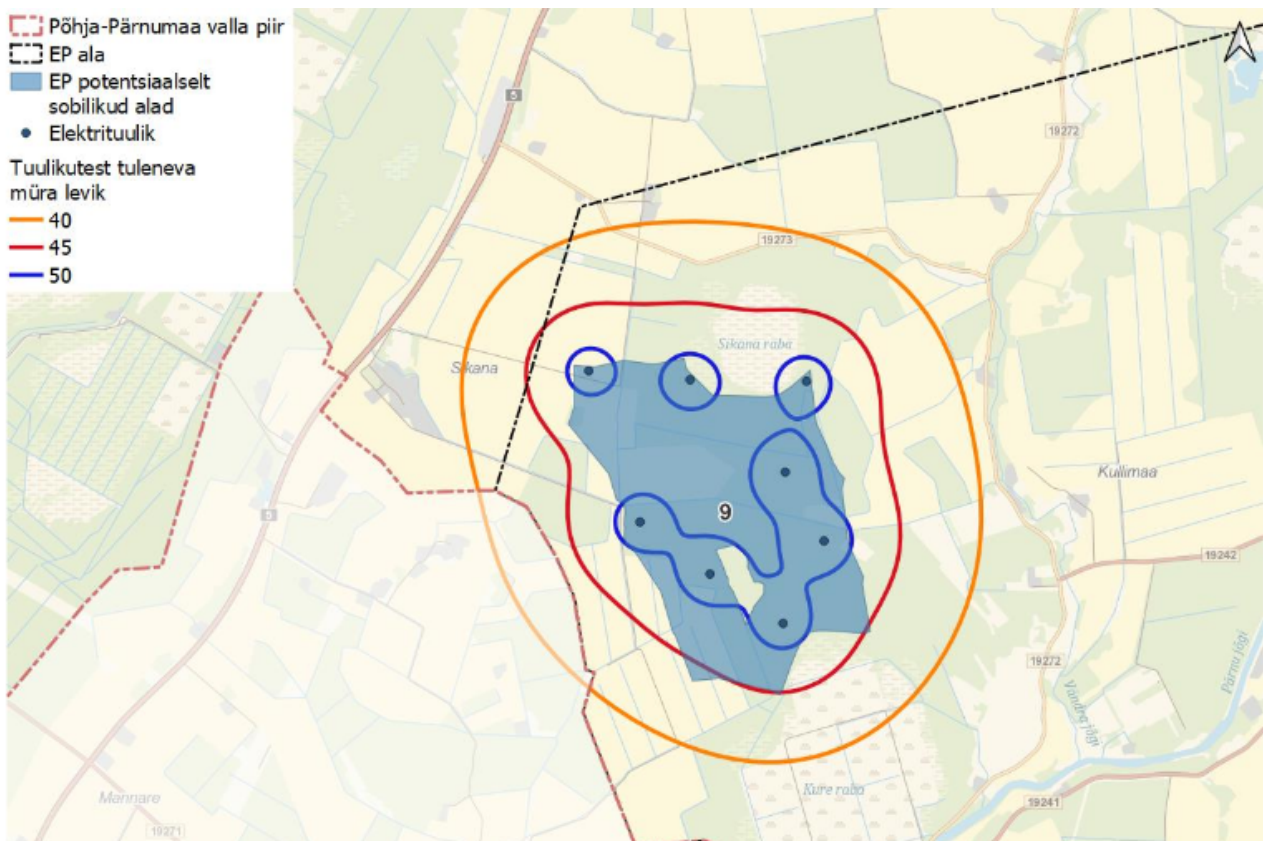 Põhja-Pärnumaa valla piir
EP ala
EP potentsiaalselt
sobilikud alad
Elektrituulik
Tuulikutest tuleneva
müra levik
40
45
50
5
19272
19273
Sikana raba
Sikana
Kullimaa
9
5
19242
19272
Vändra jõgi
Pärnu jõgi
Kure raba
Mennare
19271
19241